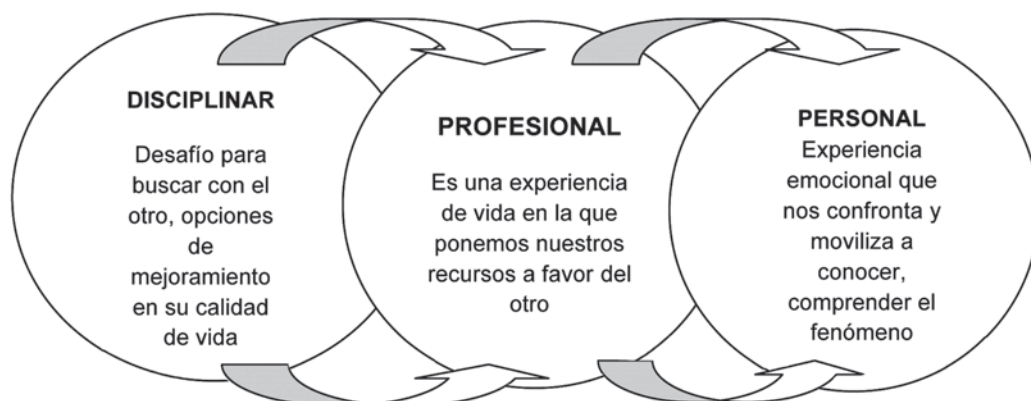 DISCIPLINAR
Desafío para
buscar con el
otro, opciones
de
mejoramiento
en su calidad
de vida
PROFESIONAL
Es una experiencia
de vida en la que
ponemos nuestros
recursos a favor del
otro
PERSONAL
Experiencia
emocional que
nos confronta y
moviliza a
conocer,
comprender el
fenómeno